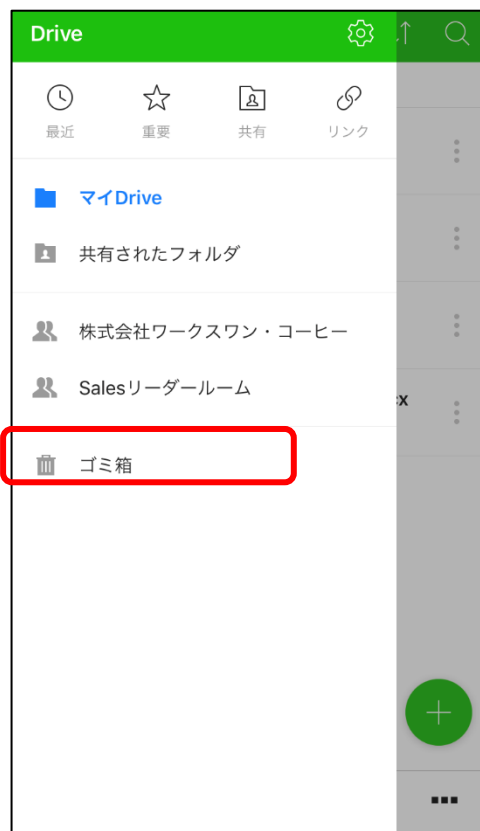 Drive
最近 重要 共有 リンク
マイDrive
共有されたフォルダ
株式会社ワークスワン・コーヒー
Salesリーダールーム
cx
ゴミ箱